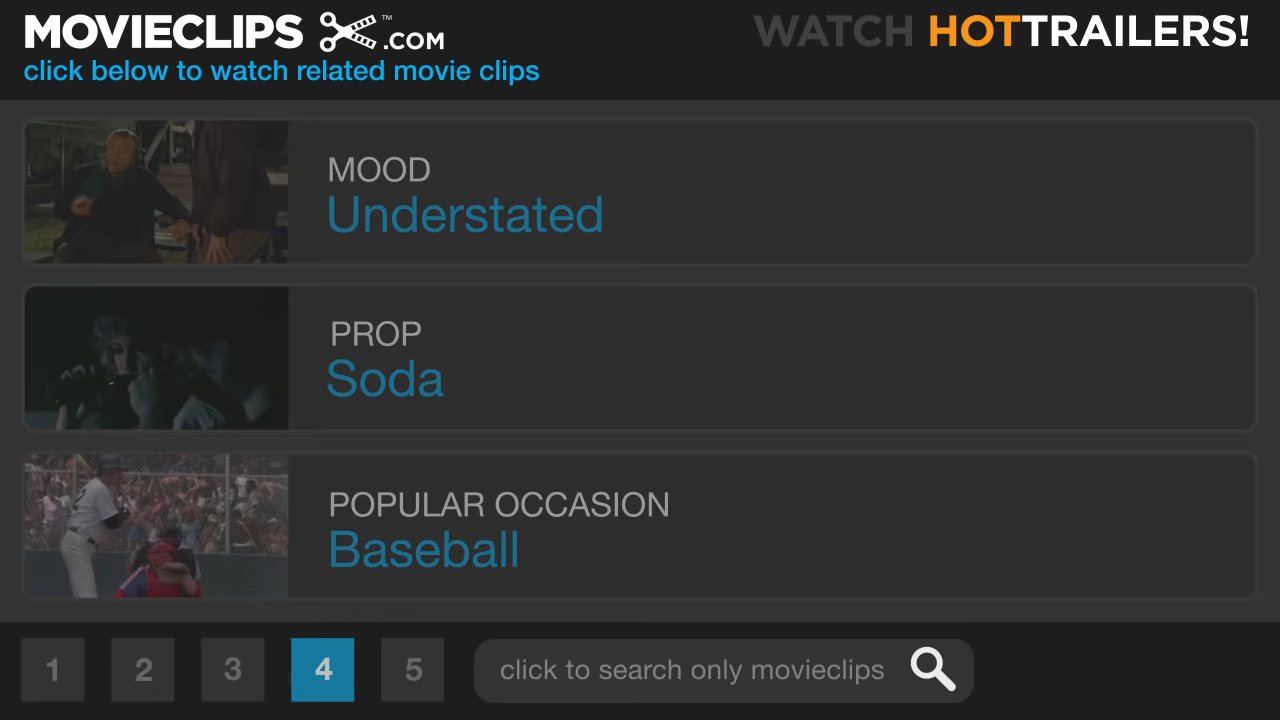 MOVIECLIPS ™ .COM
WATCH HOTTRAILERS!
click below to watch related movie clips
MOOD
Understated
PROP
Soda
POPULAR OCCASION
Baseball
1 2 3 4 5
click to search only movieclips